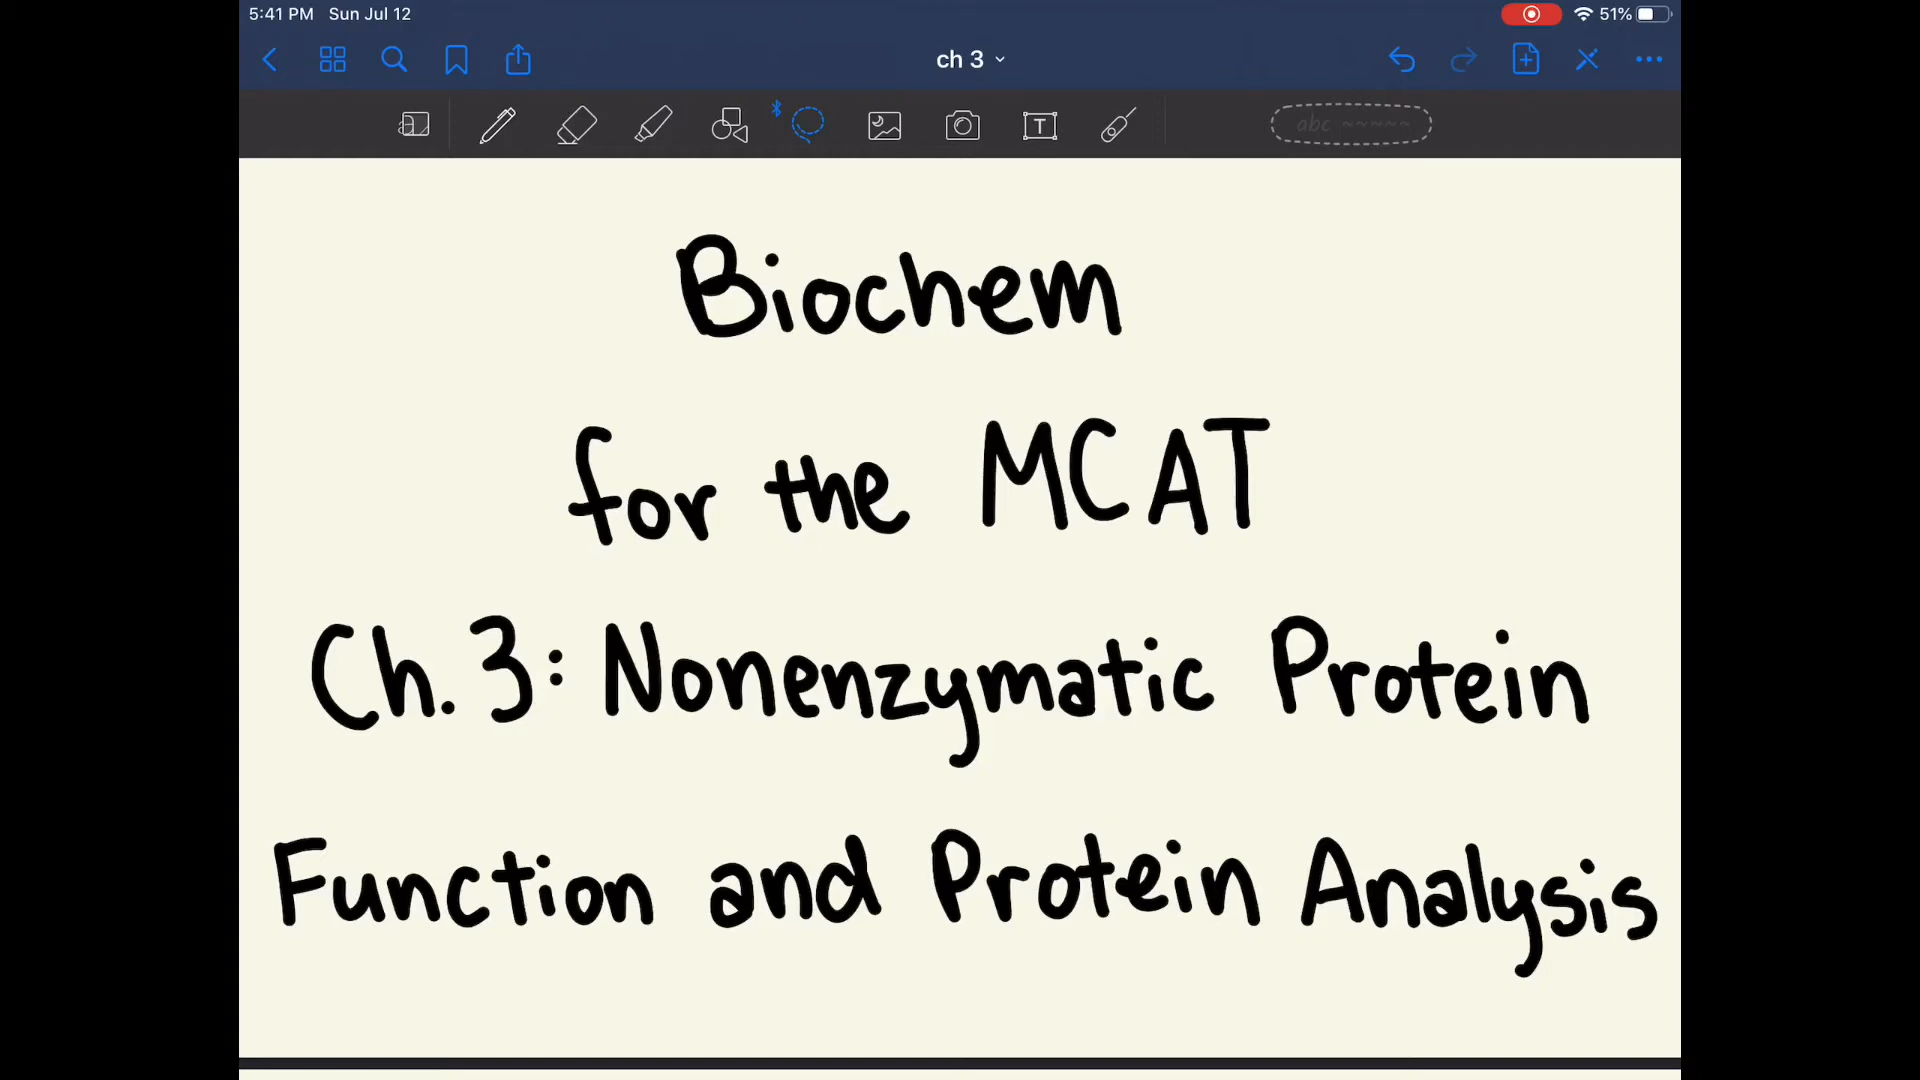 5:41 PM Sun Jul 12
51%
ch 3
T
abc
Biochem
for the MCAT
Ch. 3: Nonenzymatic Protein
Function and Protein Analysis